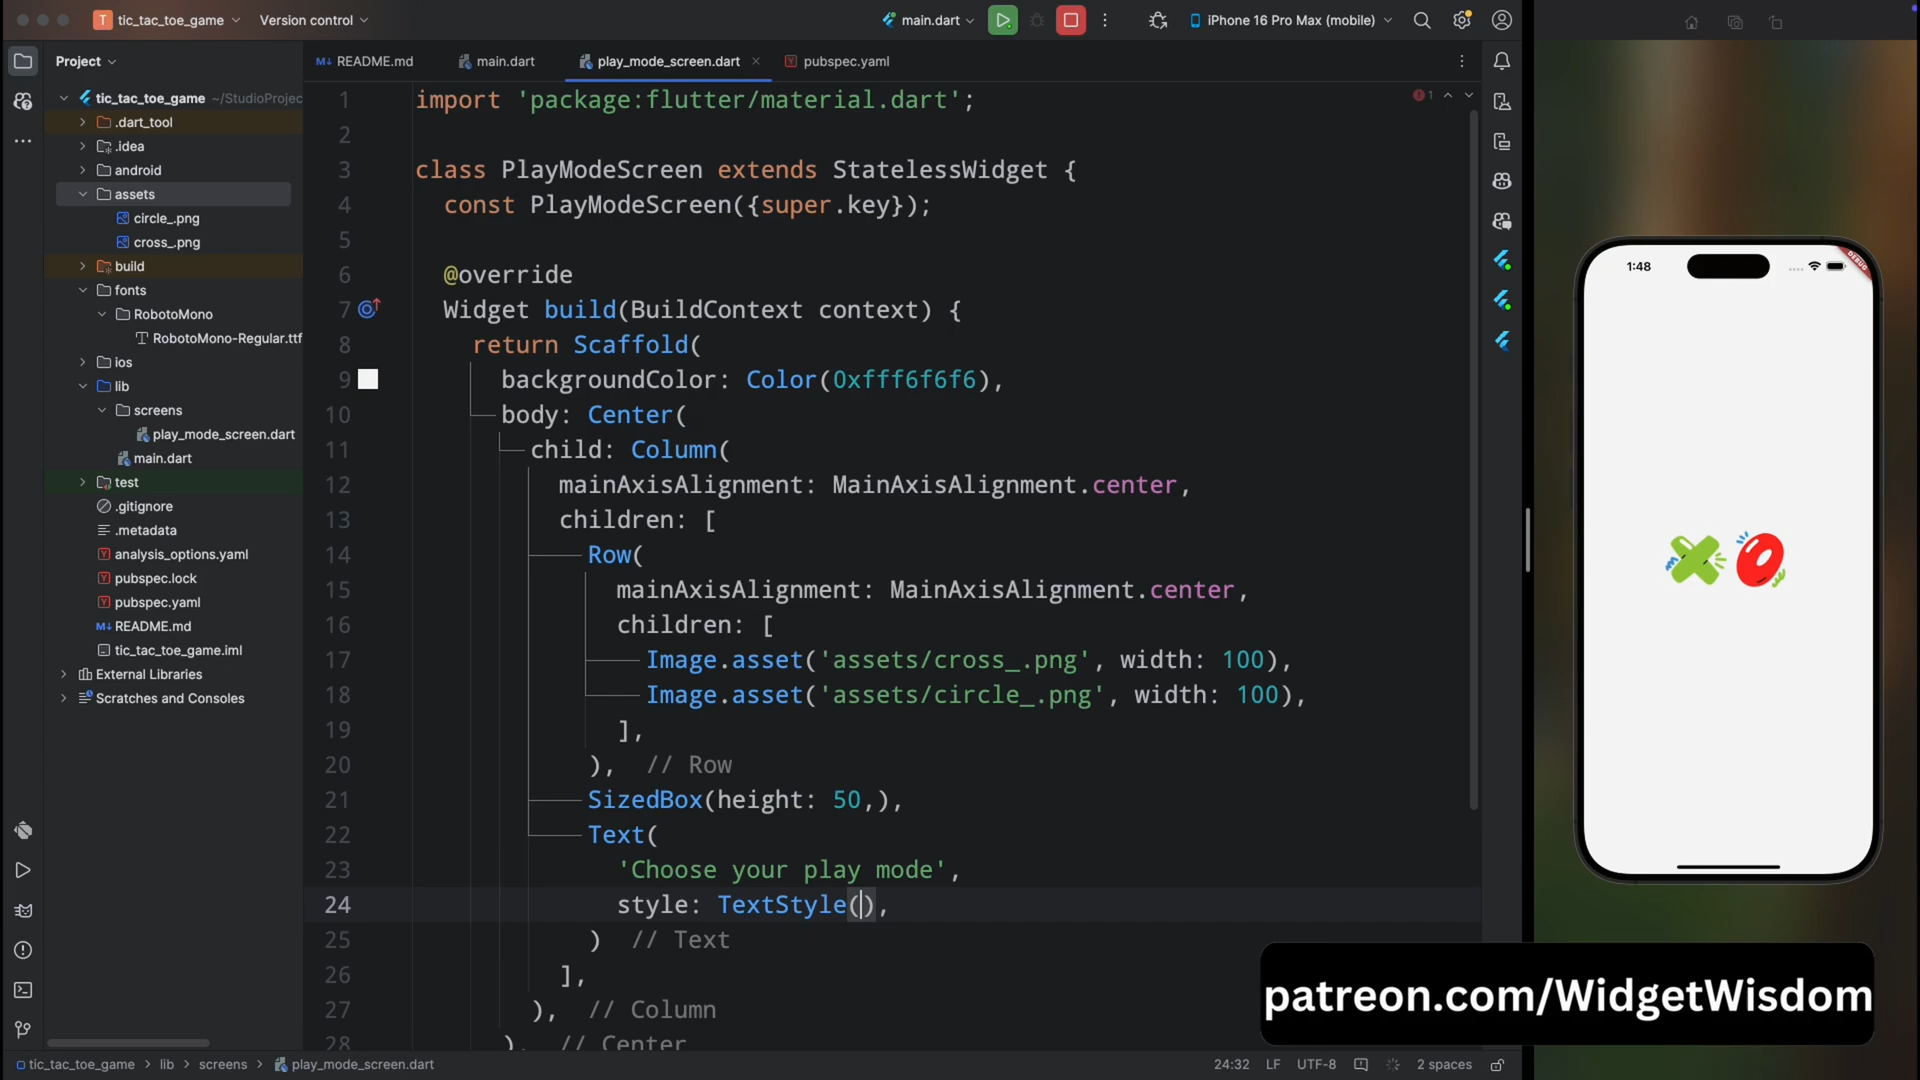 tic_tac_toe_game
Version control
main.dart
iPhone 16 Pro Max (mobile)
Project
README.md
main.dart
play_mode_screen.dart
pubspec.yaml
tic_tac_toe_game ~/StudioProjec
.dart_tool
.idea
android
assets
circle_.png
cross_.png
build
fonts
RobotoMono
RobotoMono-Regular.ttf
ios
lib
screens
play_mode_screen.dart
main.dart
test
.gitignore
.metadata
analysis_options.yaml
pubspec.lock
pubspec.yaml
README.md
tic_tac_toe_game.iml
External Libraries
Scratches and Consoles
1 import 'package:flutter/material.dart';
2
3 class PlayModeScreen extends StatelessWidget {
4 const PlayModeScreen({super.key});
5
6 @override
7 Widget build(BuildContext context) {
8 return Scaffold(
9 backgroundColor: Color(0xfff6f6f6),
10 body: Center(
11 child: Column(
12 mainAxisAlignment: MainAxisAlignment.center,
13 children: [
14 Row(
15 mainAxisAlignment: MainAxisAlignment.center,
16 children: [
17 Image.asset('assets/cross_.png', width: 100),
18 Image.asset('assets/circle_.png', width: 100),
19 ],
20 ), // Row
21 SizedBox(height: 50,),
22 Text(
23 'Choose your play mode',
24 style: TextStyle(),
25 ) // Text
26 ],
27 ), // Column
28 ), // Center
1
1:48
DEBUG
patreon.com/WidgetWisdom
tic_tac_toe_game > lib > screens > play_mode_screen.dart
24:32 LF UTF-8 2 spaces